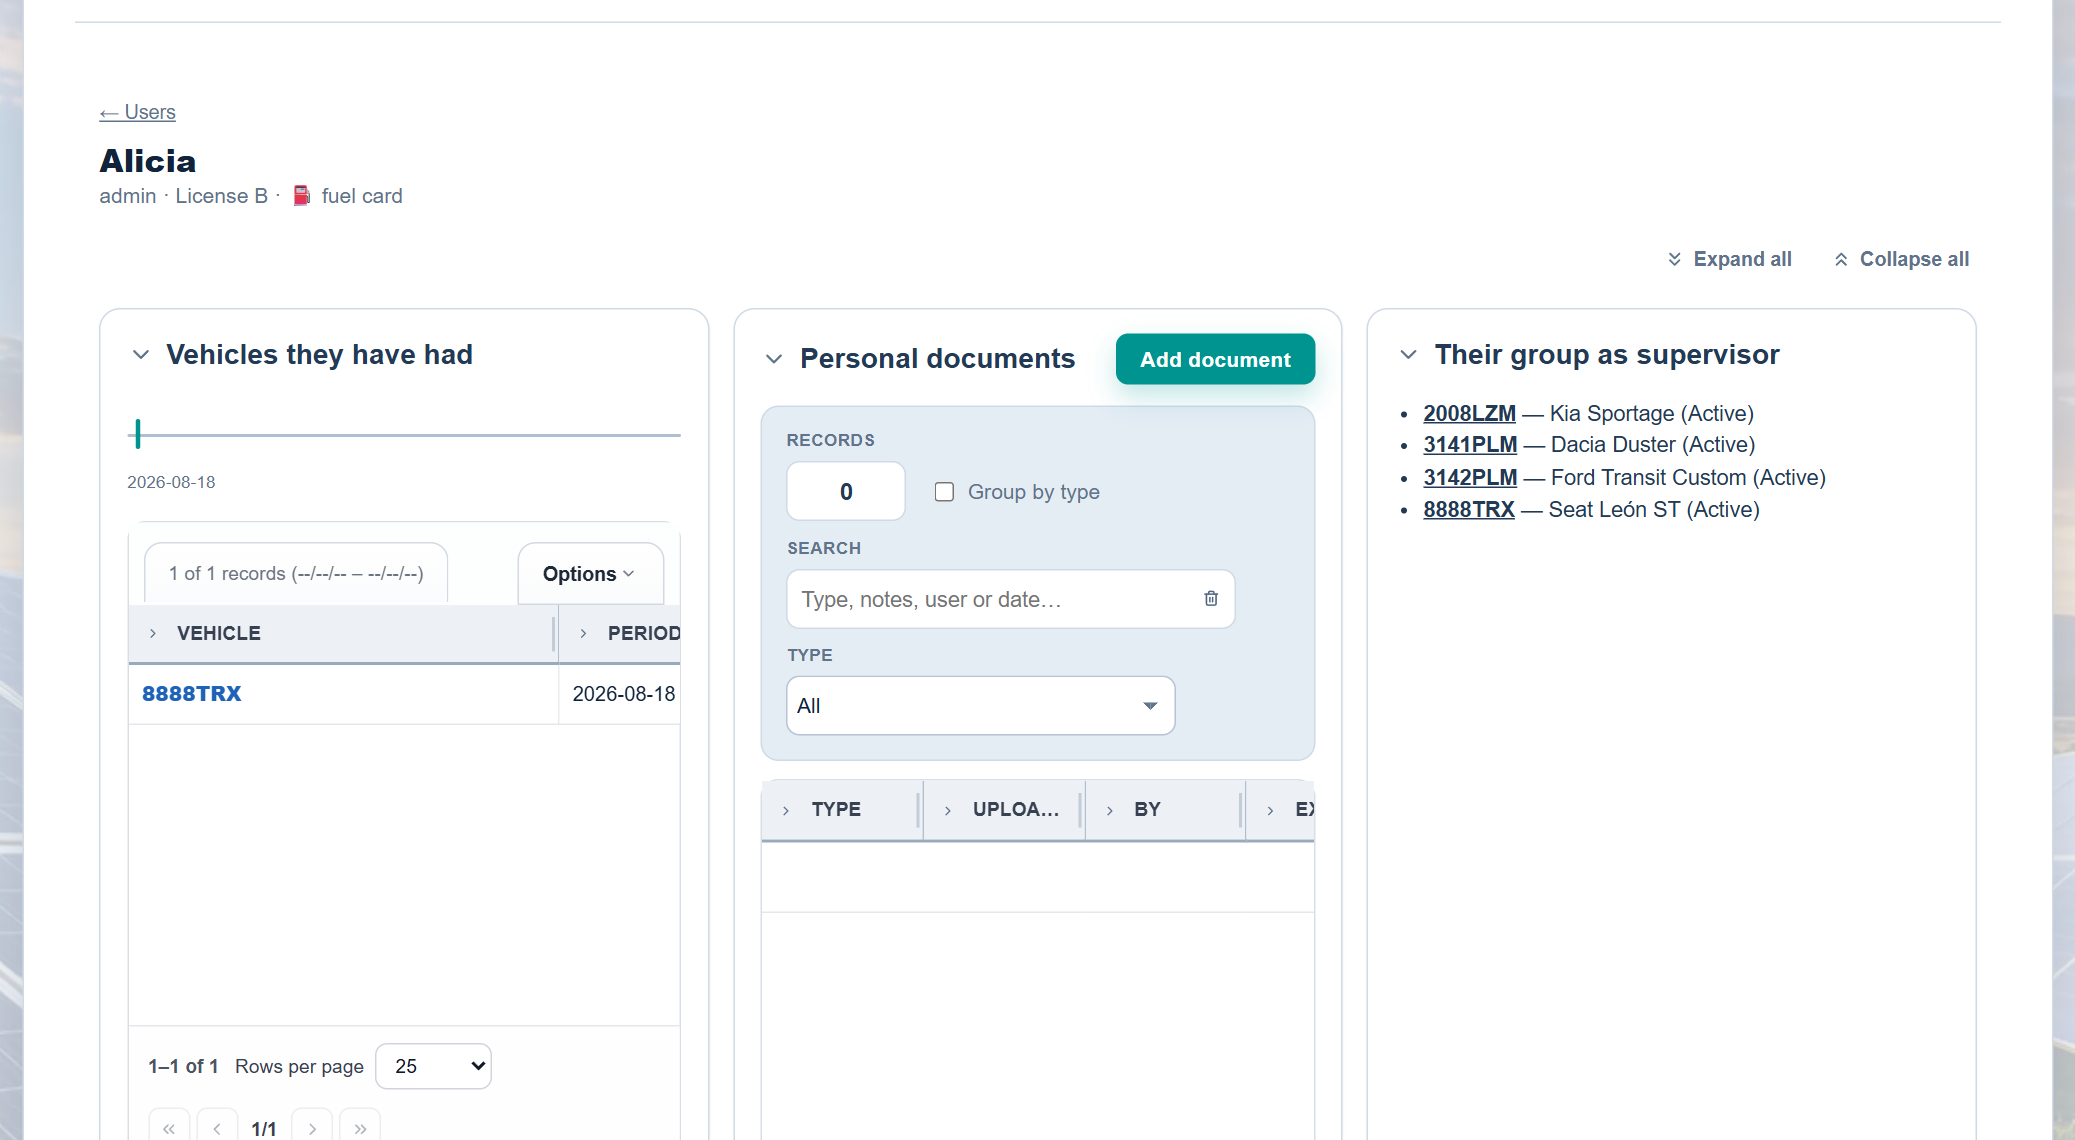 ← Users
Alicia
admin · License B · fuel card
Expand all
Collapse all
Vehicles they have had
2026-08-18
1 of 1 records (--/--/-- – --/--/--)
Options
VEHICLE
PERIOD
8888TRX
2026-08-18
1–1 of 1 Rows per page 25
« ‹ 1/1 › »
Personal documents
Add document
RECORDS
0
Group by type
SEARCH
Type, notes, user or date…
TYPE
All
TYPE
UPLOA…
BY
EX
Their group as supervisor
• 2008LZM — Kia Sportage (Active)
• 3141PLM — Dacia Duster (Active)
• 3142PLM — Ford Transit Custom (Active)
• 8888TRX — Seat León ST (Active)